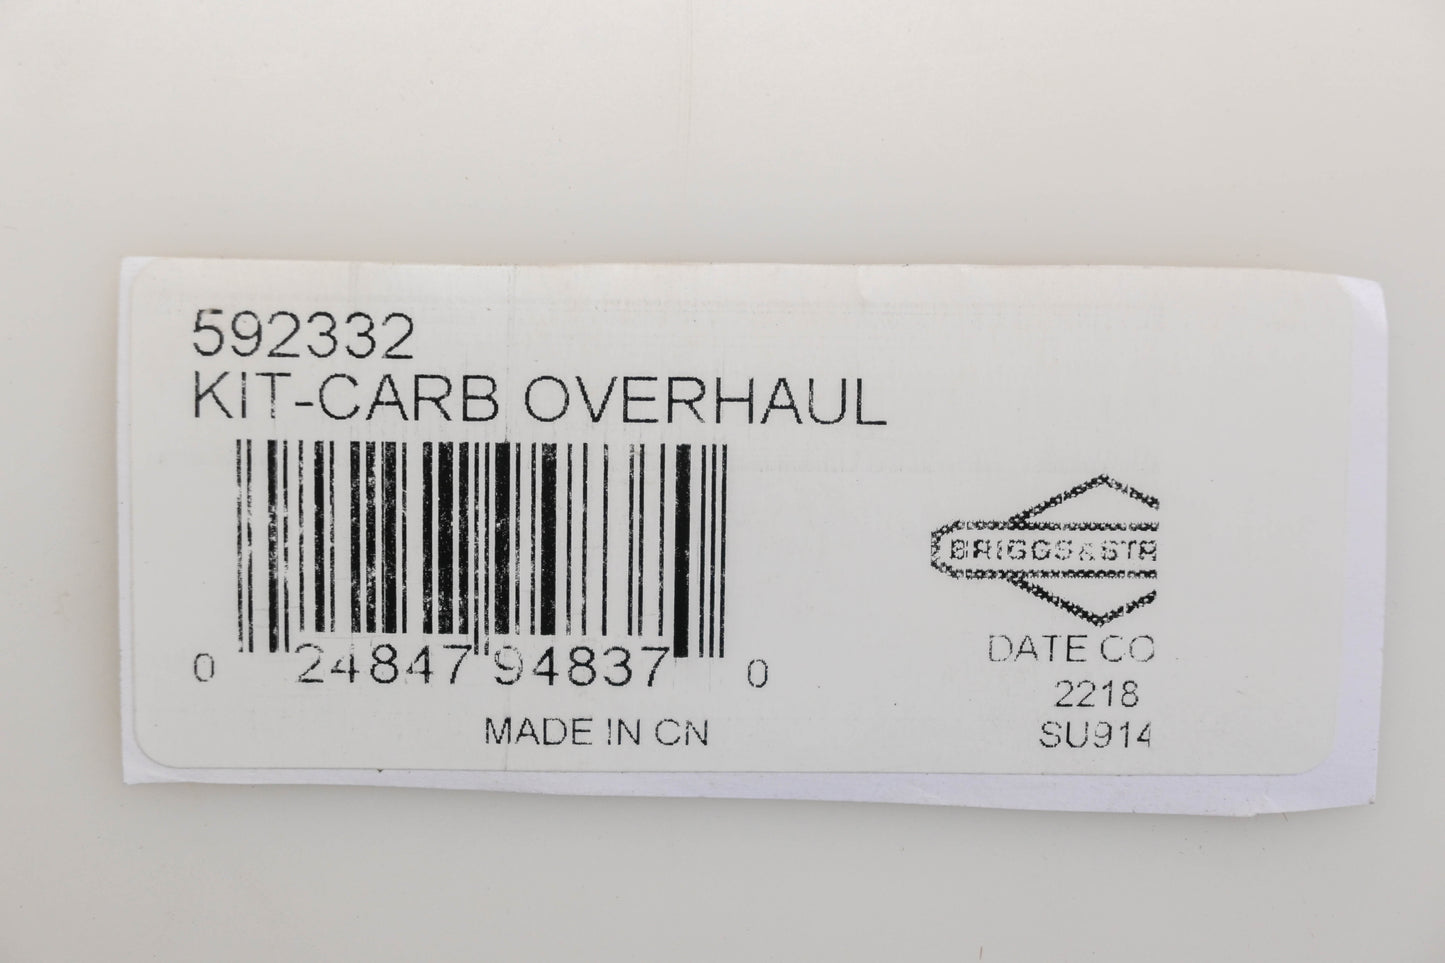 592332
KIT-CARB OVERHAUL
0 24847 94837 0
MADE IN CN
BRIGGS&STR
DATE CO
2218
SU914